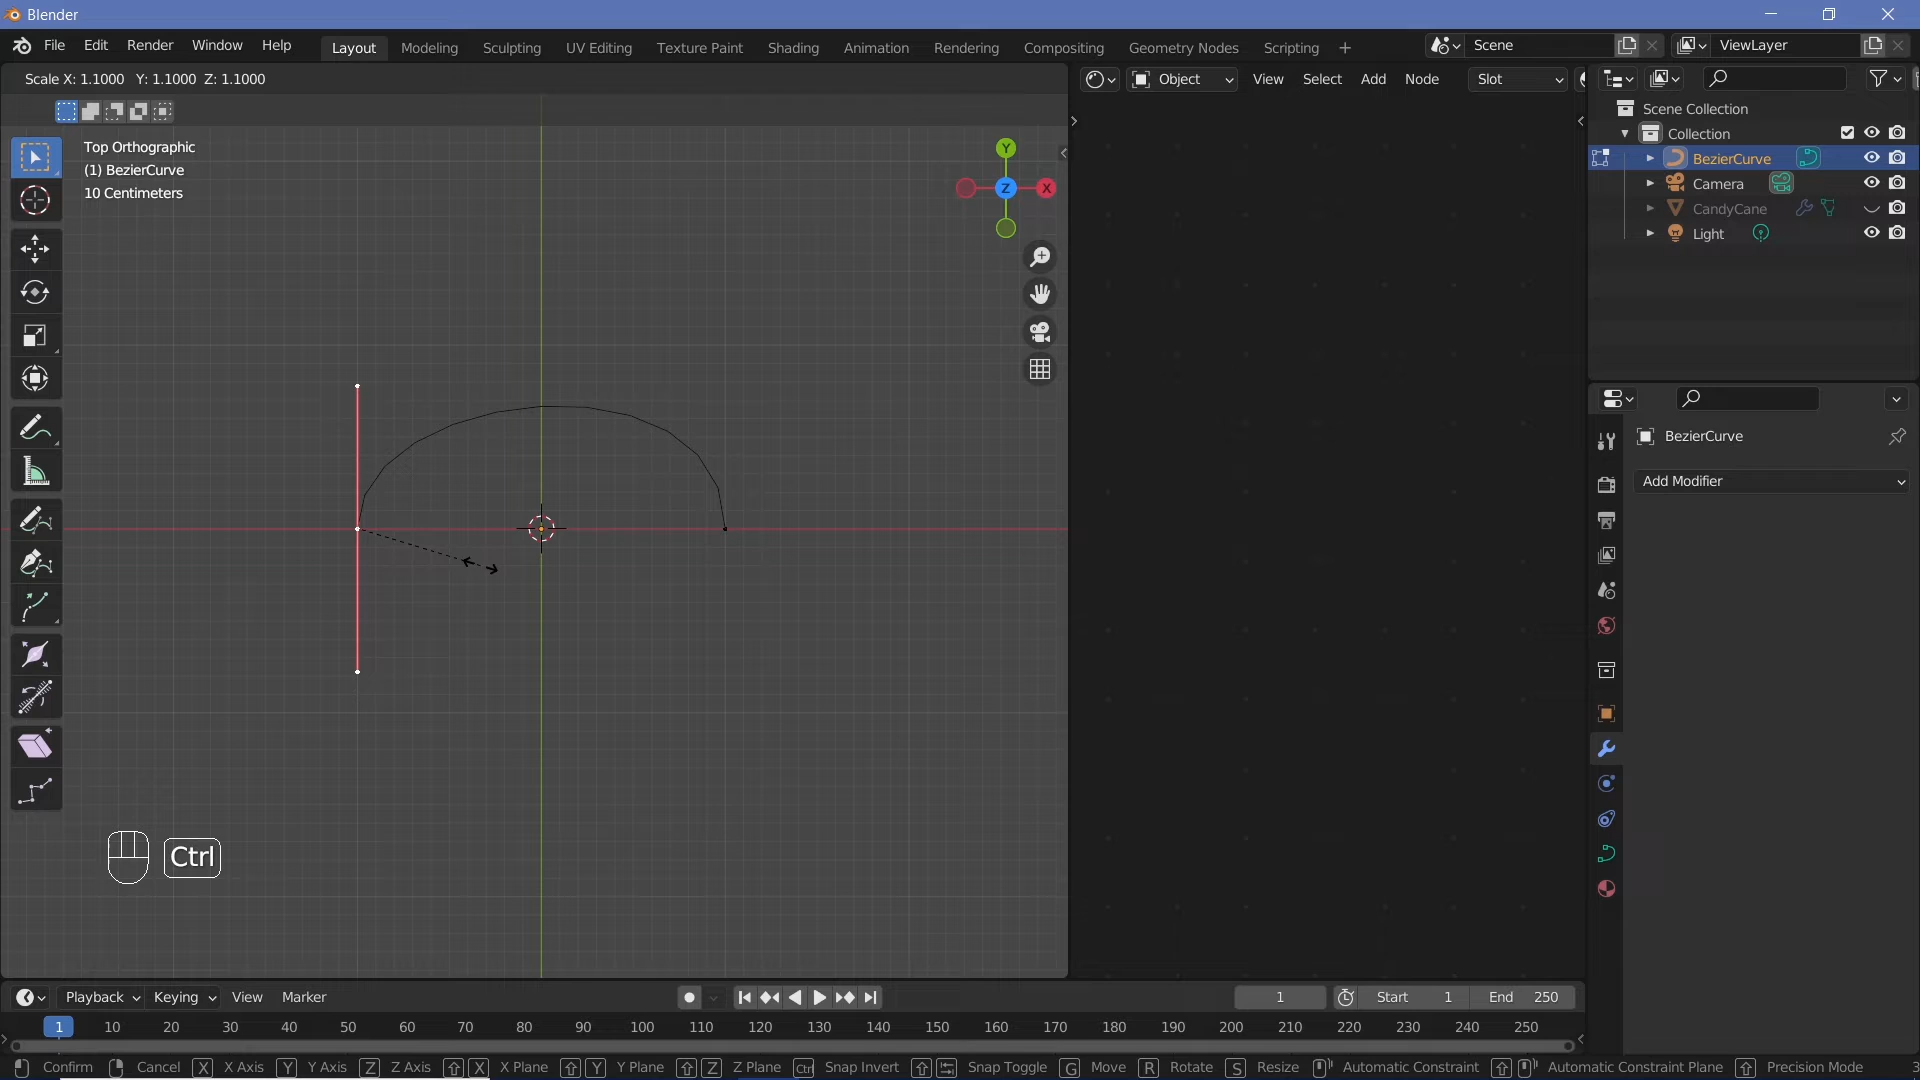 Blender
File Edit Render Window Help
Layout Modeling Sculpting UV Editing Texture Paint Shading Animation Rendering Compositing Geometry Nodes Scripting +
Scene
ViewLayer
Scale X: 1.1000 Y: 1.1000 Z: 1.1000
Object View Select Add Node Slot
Top Orthographic
(1) BezierCurve
10 Centimeters
Y
Z
X
Scene Collection
Collection
BezierCurve
Camera
CandyCane
Light
BezierCurve
Add Modifier
Ctrl
Playback Keying View Marker
1
Start 1
End 250
1 10 20 30 40 50 60 70 80 90 100 110 120 130 140 150 160 170 180 190 200 210 220 230 240 250
Confirm Cancel X X Axis Y Y Axis Z Z Axis X X Plane Y Y Plane Z Z Plane Ctrl Snap Invert Snap Toggle G Move R Rotate S Resize Automatic Constraint Automatic Constraint Plane Precision Mode